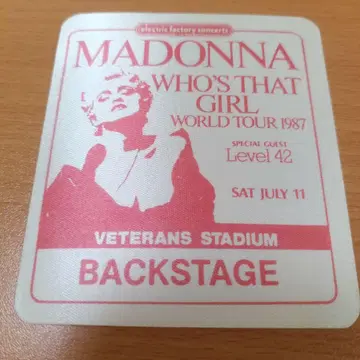 electric factory concerts
MADONNA
WHO'S THAT
GIRL
WORLD TOUR 1987
SPECIAL GUEST
Level 42
SAT JULY 11
VETERANS STADIUM
BACKSTAGE